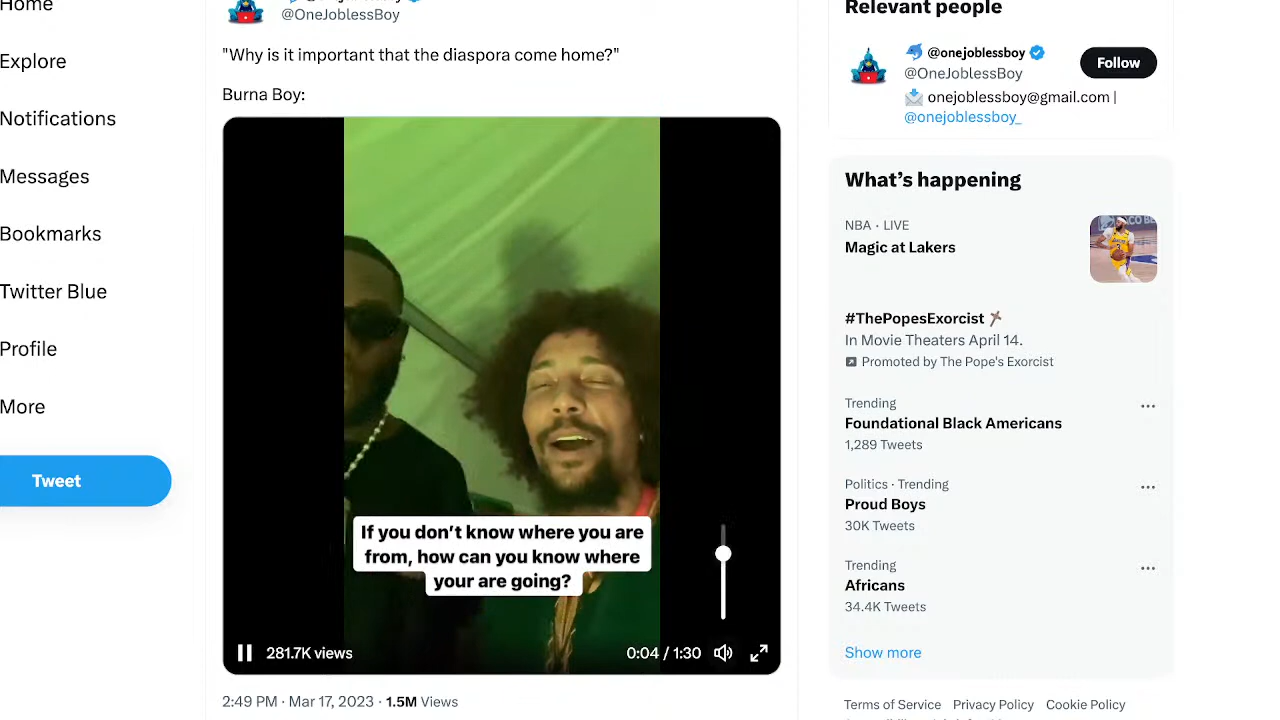 Home
Explore
Notifications
Messages
Bookmarks
Twitter Blue
Profile
More
Tweet
@OneJoblessBoy
"Why is it important that the diaspora come home?"
Burna Boy:
If you don't know where you are
from, how can you know where
your are going?
281.7K views
0:04 / 1:30
2:49 PM · Mar 17, 2023 · 1.5M Views
Relevant people
@onejoblessboy
@OneJoblessBoy
Follow
onejoblessboy@gmail.com |
@onejoblessboy_
What's happening
NBA · LIVE
Magic at Lakers
#ThePopesExorcist
In Movie Theaters April 14.
Promoted by The Pope's Exorcist
Trending
Foundational Black Americans
1,289 Tweets
Politics · Trending
Proud Boys
30K Tweets
Trending
Africans
34.4K Tweets
Show more
Terms of Service Privacy Policy Cookie Policy